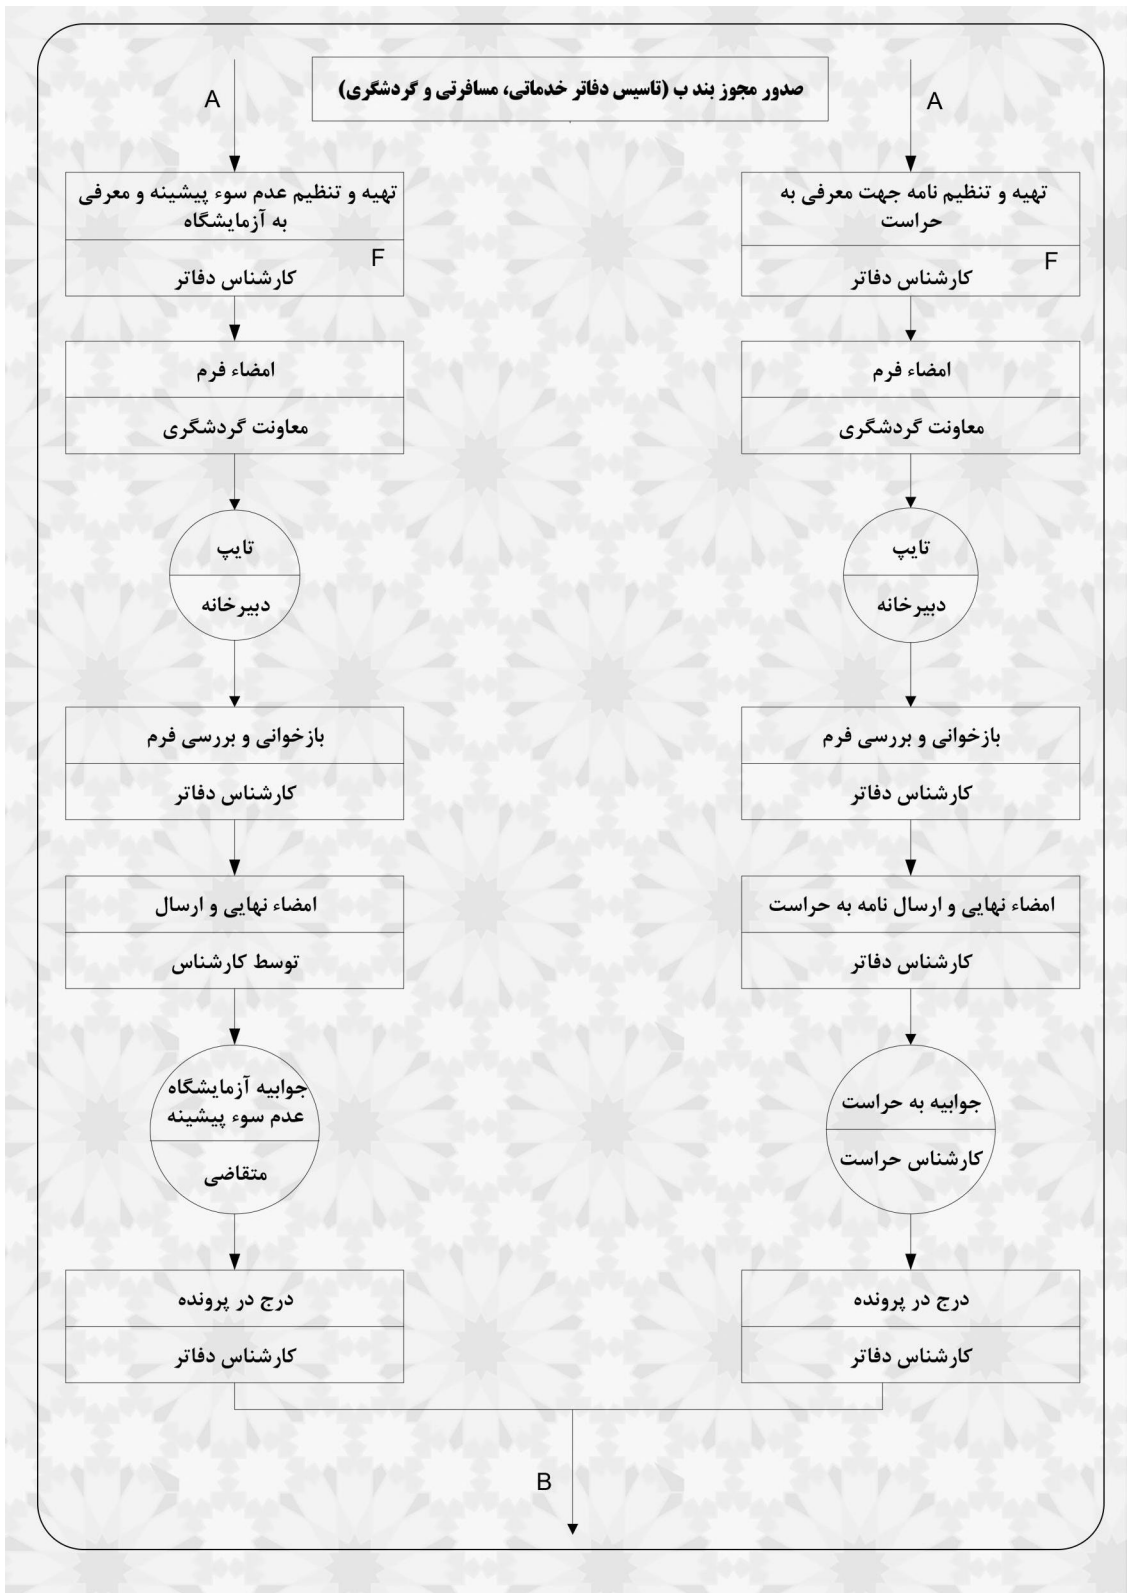 صدور مجوز بند ب (تاسیس دفاتر خدماتی، مسافرتی و گردشگری)
A
تهیه و تنظیم نامه جهت معرفی به
حراست
F
کارشناس دفاتر
امضاء فرم
معاونت گردشگری
تایپ
دبیرخانه
بازخوانی و بررسی فرم
کارشناس دفاتر
امضاء نهایی و ارسال نامه به حراست
کارشناس دفاتر
جوابیه به حراست
کارشناس حراست
درج در پرونده
کارشناس دفاتر
A
تهیه و تنظیم عدم سوء پیشینه و معرفی
به آزمایشگاه
F
کارشناس دفاتر
امضاء فرم
معاونت گردشگری
تایپ
دبیرخانه
بازخوانی و بررسی فرم
کارشناس دفاتر
امضاء نهایی و ارسال
توسط کارشناس
جوابیه آزمایشگاه
عدم سوء پیشینه
متقاضی
درج در پرونده
کارشناس دفاتر
B